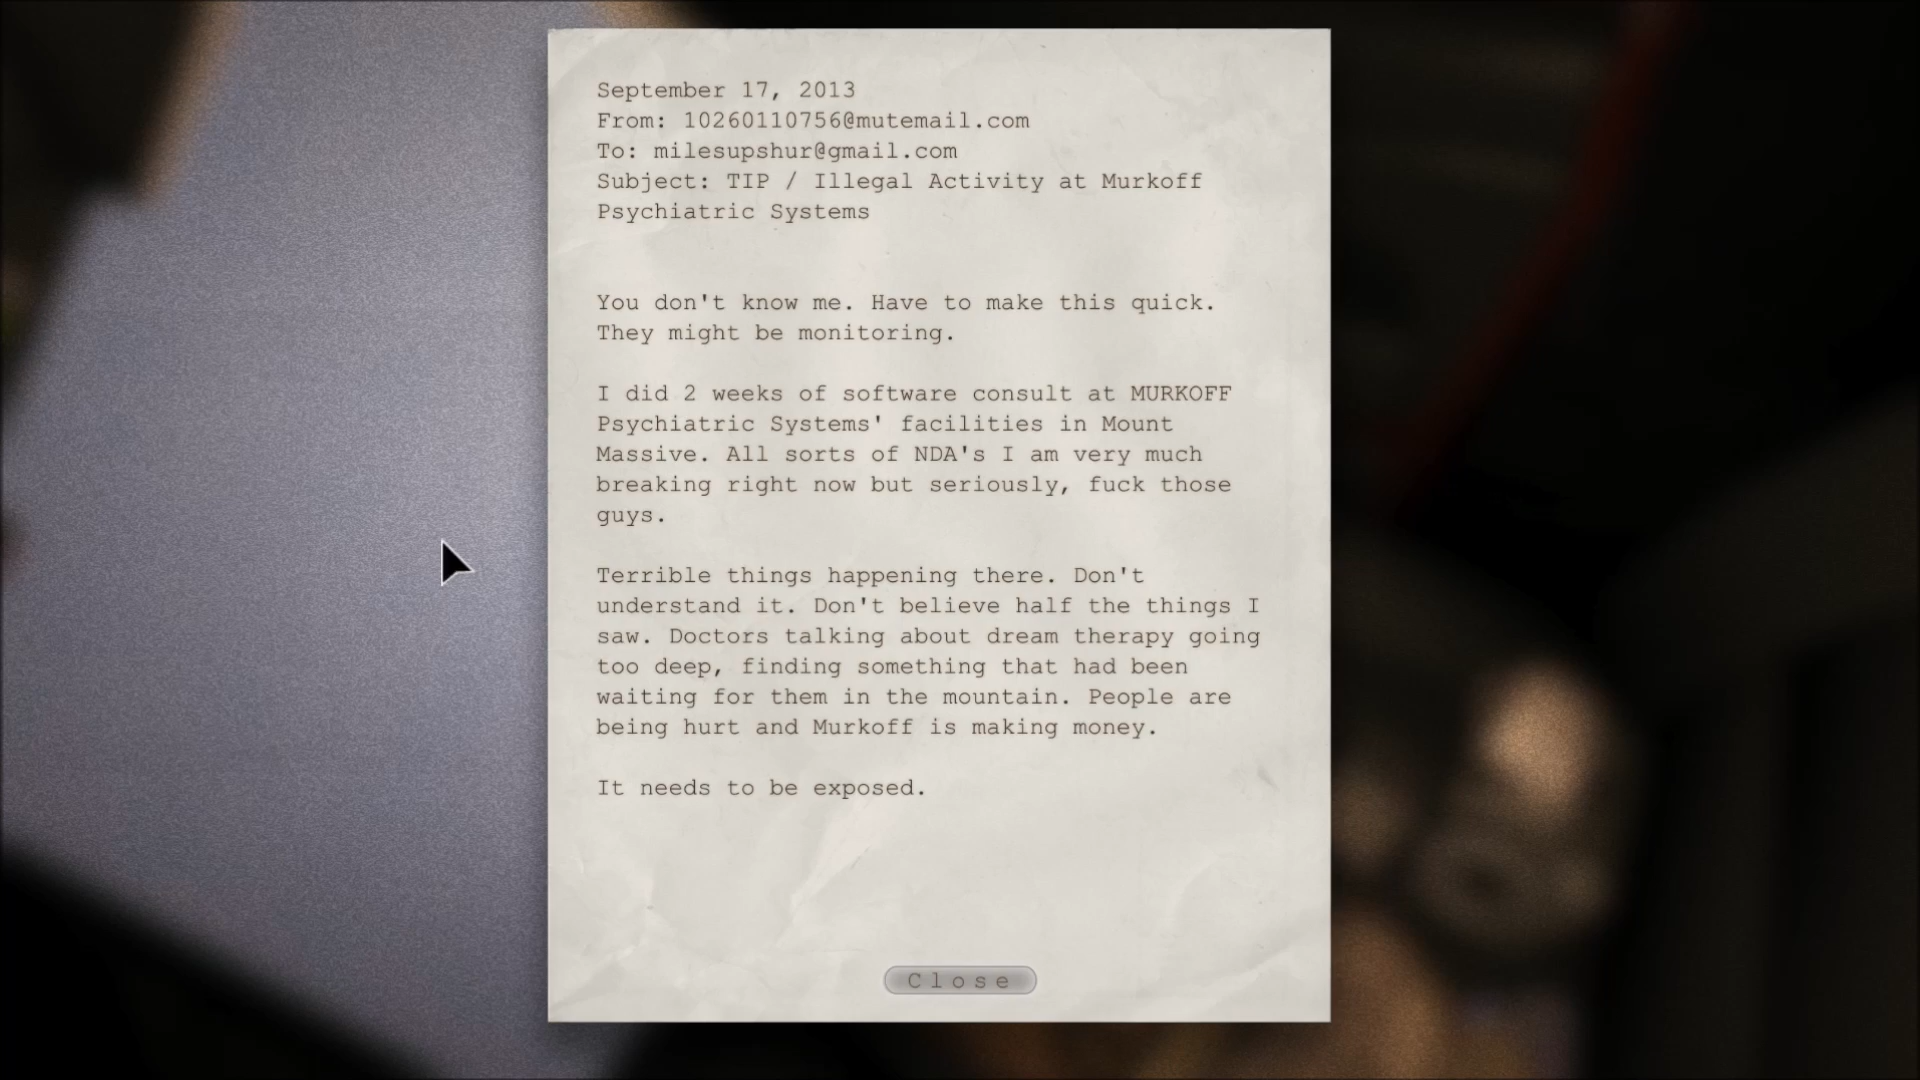 September 17, 2013
From: 10260110756@mutemail.com
To: milesupshur@gmail.com
Subject: TIP / Illegal Activity at Murkoff
Psychiatric Systems
You don't know me. Have to make this quick.
They might be monitoring.
I did 2 weeks of software consult at MURKOFF
Psychiatric Systems' facilities in Mount
Massive. All sorts of NDA's I am very much
breaking right now but seriously, fuck those
guys.
Terrible things happening there. Don't
understand it. Don't believe half the things I
saw. Doctors talking about dream therapy going
too deep, finding something that had been
waiting for them in the mountain. People are
being hurt and Murkoff is making money.
It needs to be exposed.
Close